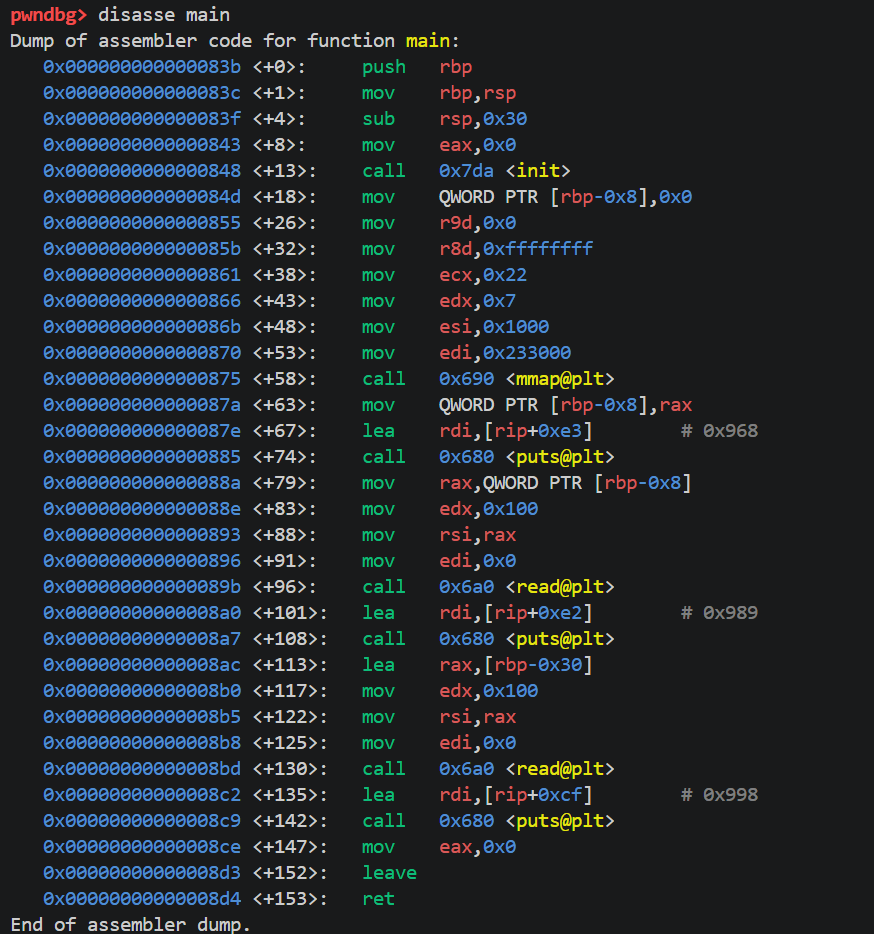 pwndbg> disasse main
Dump of assembler code for function main:
   0x000000000000083b <+0>:     push   rbp
   0x000000000000083c <+1>:     mov    rbp,rsp
   0x000000000000083f <+4>:     sub    rsp,0x30
   0x0000000000000843 <+8>:     mov    eax,0x0
   0x0000000000000848 <+13>:    call   0x7da <init>
   0x000000000000084d <+18>:    mov    QWORD PTR [rbp-0x8],0x0
   0x0000000000000855 <+26>:    mov    r9d,0x0
   0x000000000000085b <+32>:    mov    r8d,0xffffffff
   0x0000000000000861 <+38>:    mov    ecx,0x22
   0x0000000000000866 <+43>:    mov    edx,0x7
   0x000000000000086b <+48>:    mov    esi,0x1000
   0x0000000000000870 <+53>:    mov    edi,0x233000
   0x0000000000000875 <+58>:    call   0x690 <mmap@plt>
   0x000000000000087a <+63>:    mov    QWORD PTR [rbp-0x8],rax
   0x000000000000087e <+67>:    lea    rdi,[rip+0xe3]        # 0x968
   0x0000000000000885 <+74>:    call   0x680 <puts@plt>
   0x000000000000088a <+79>:    mov    rax,QWORD PTR [rbp-0x8]
   0x000000000000088e <+83>:    mov    edx,0x100
   0x0000000000000893 <+88>:    mov    rsi,rax
   0x0000000000000896 <+91>:    mov    edi,0x0
   0x000000000000089b <+96>:    call   0x6a0 <read@plt>
   0x00000000000008a0 <+101>:   lea    rdi,[rip+0xe2]        # 0x989
   0x00000000000008a7 <+108>:   call   0x680 <puts@plt>
   0x00000000000008ac <+113>:   lea    rax,[rbp-0x30]
   0x00000000000008b0 <+117>:   mov    edx,0x100
   0x00000000000008b5 <+122>:   mov    rsi,rax
   0x00000000000008b8 <+125>:   mov    edi,0x0
   0x00000000000008bd <+130>:   call   0x6a0 <read@plt>
   0x00000000000008c2 <+135>:   lea    rdi,[rip+0xcf]        # 0x998
   0x00000000000008c9 <+142>:   call   0x680 <puts@plt>
   0x00000000000008ce <+147>:   mov    eax,0x0
   0x00000000000008d3 <+152>:   leave
   0x00000000000008d4 <+153>:   ret
End of assembler dump.